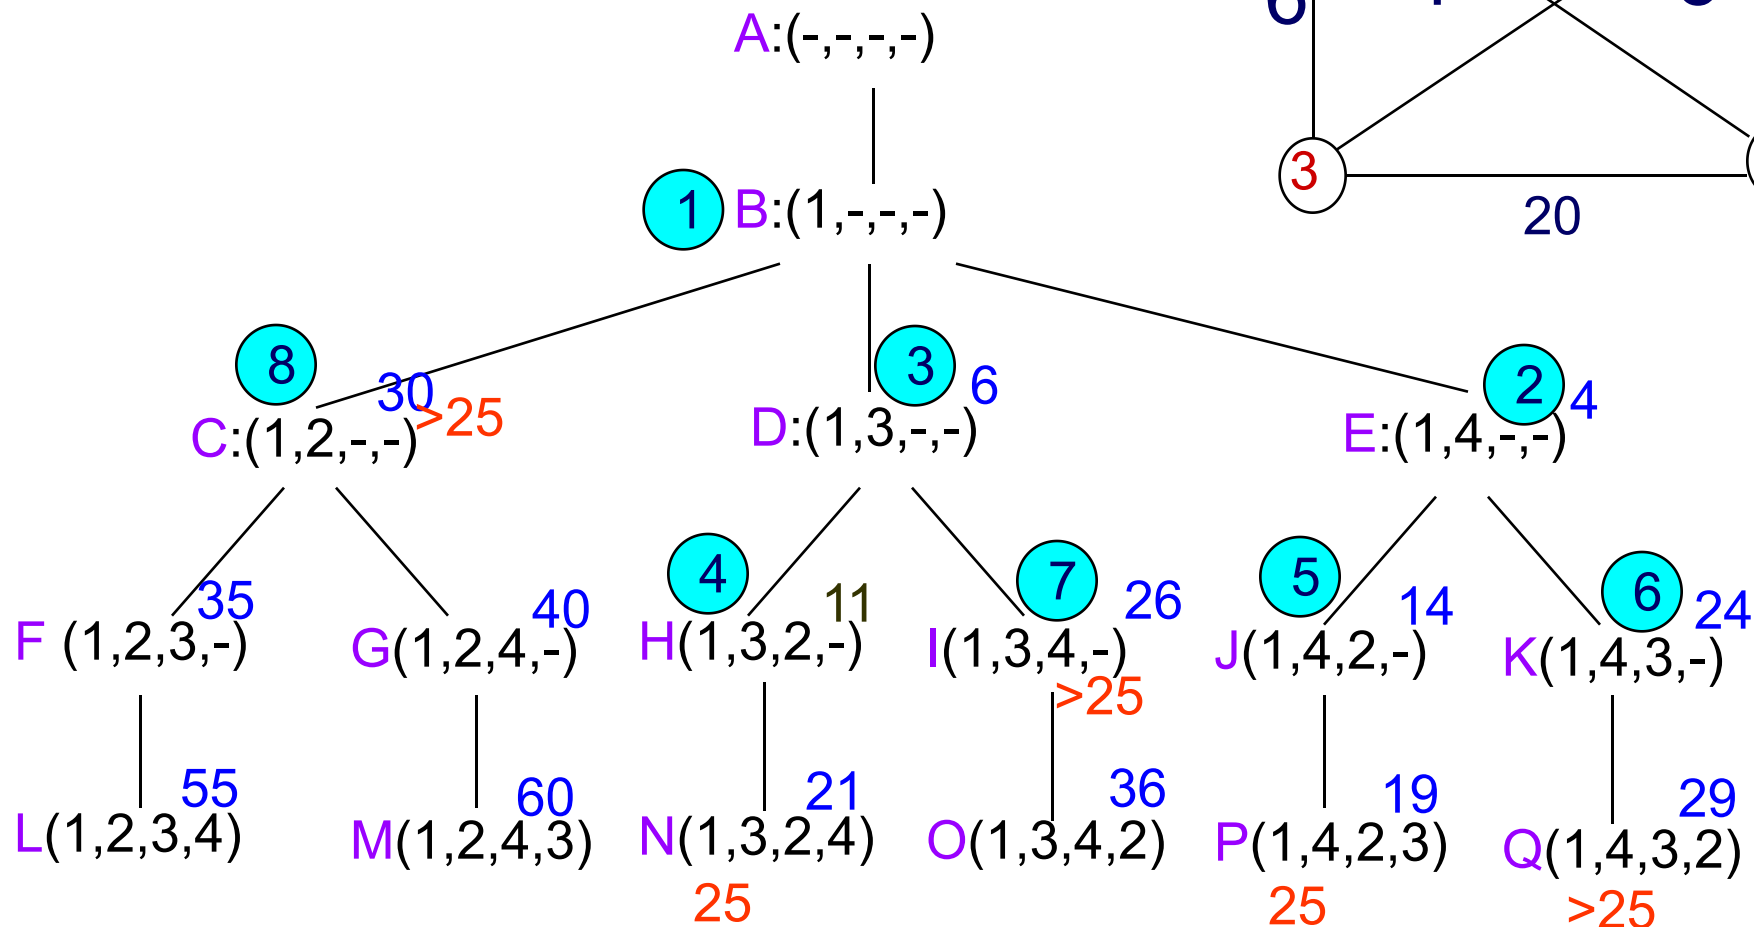 A:(-,-,-,-)
6
3
20
1 B:(1,-,-,-)
8 30 >25
C:(1,2,-,-)
3 6
D:(1,3,-,-)
2 4
E:(1,4,-,-)
35
F (1,2,3,-)
40
G(1,2,4,-)
4 11
H(1,3,2,-)
7 26
I(1,3,4,-)
>25
5 14
J(1,4,2,-)
6 24
K(1,4,3,-)
55
L(1,2,3,4)
60
M(1,2,4,3)
21
N(1,3,2,4)
25
36
O(1,3,4,2)
19
P(1,4,2,3)
25
29
Q(1,4,3,2)
>25